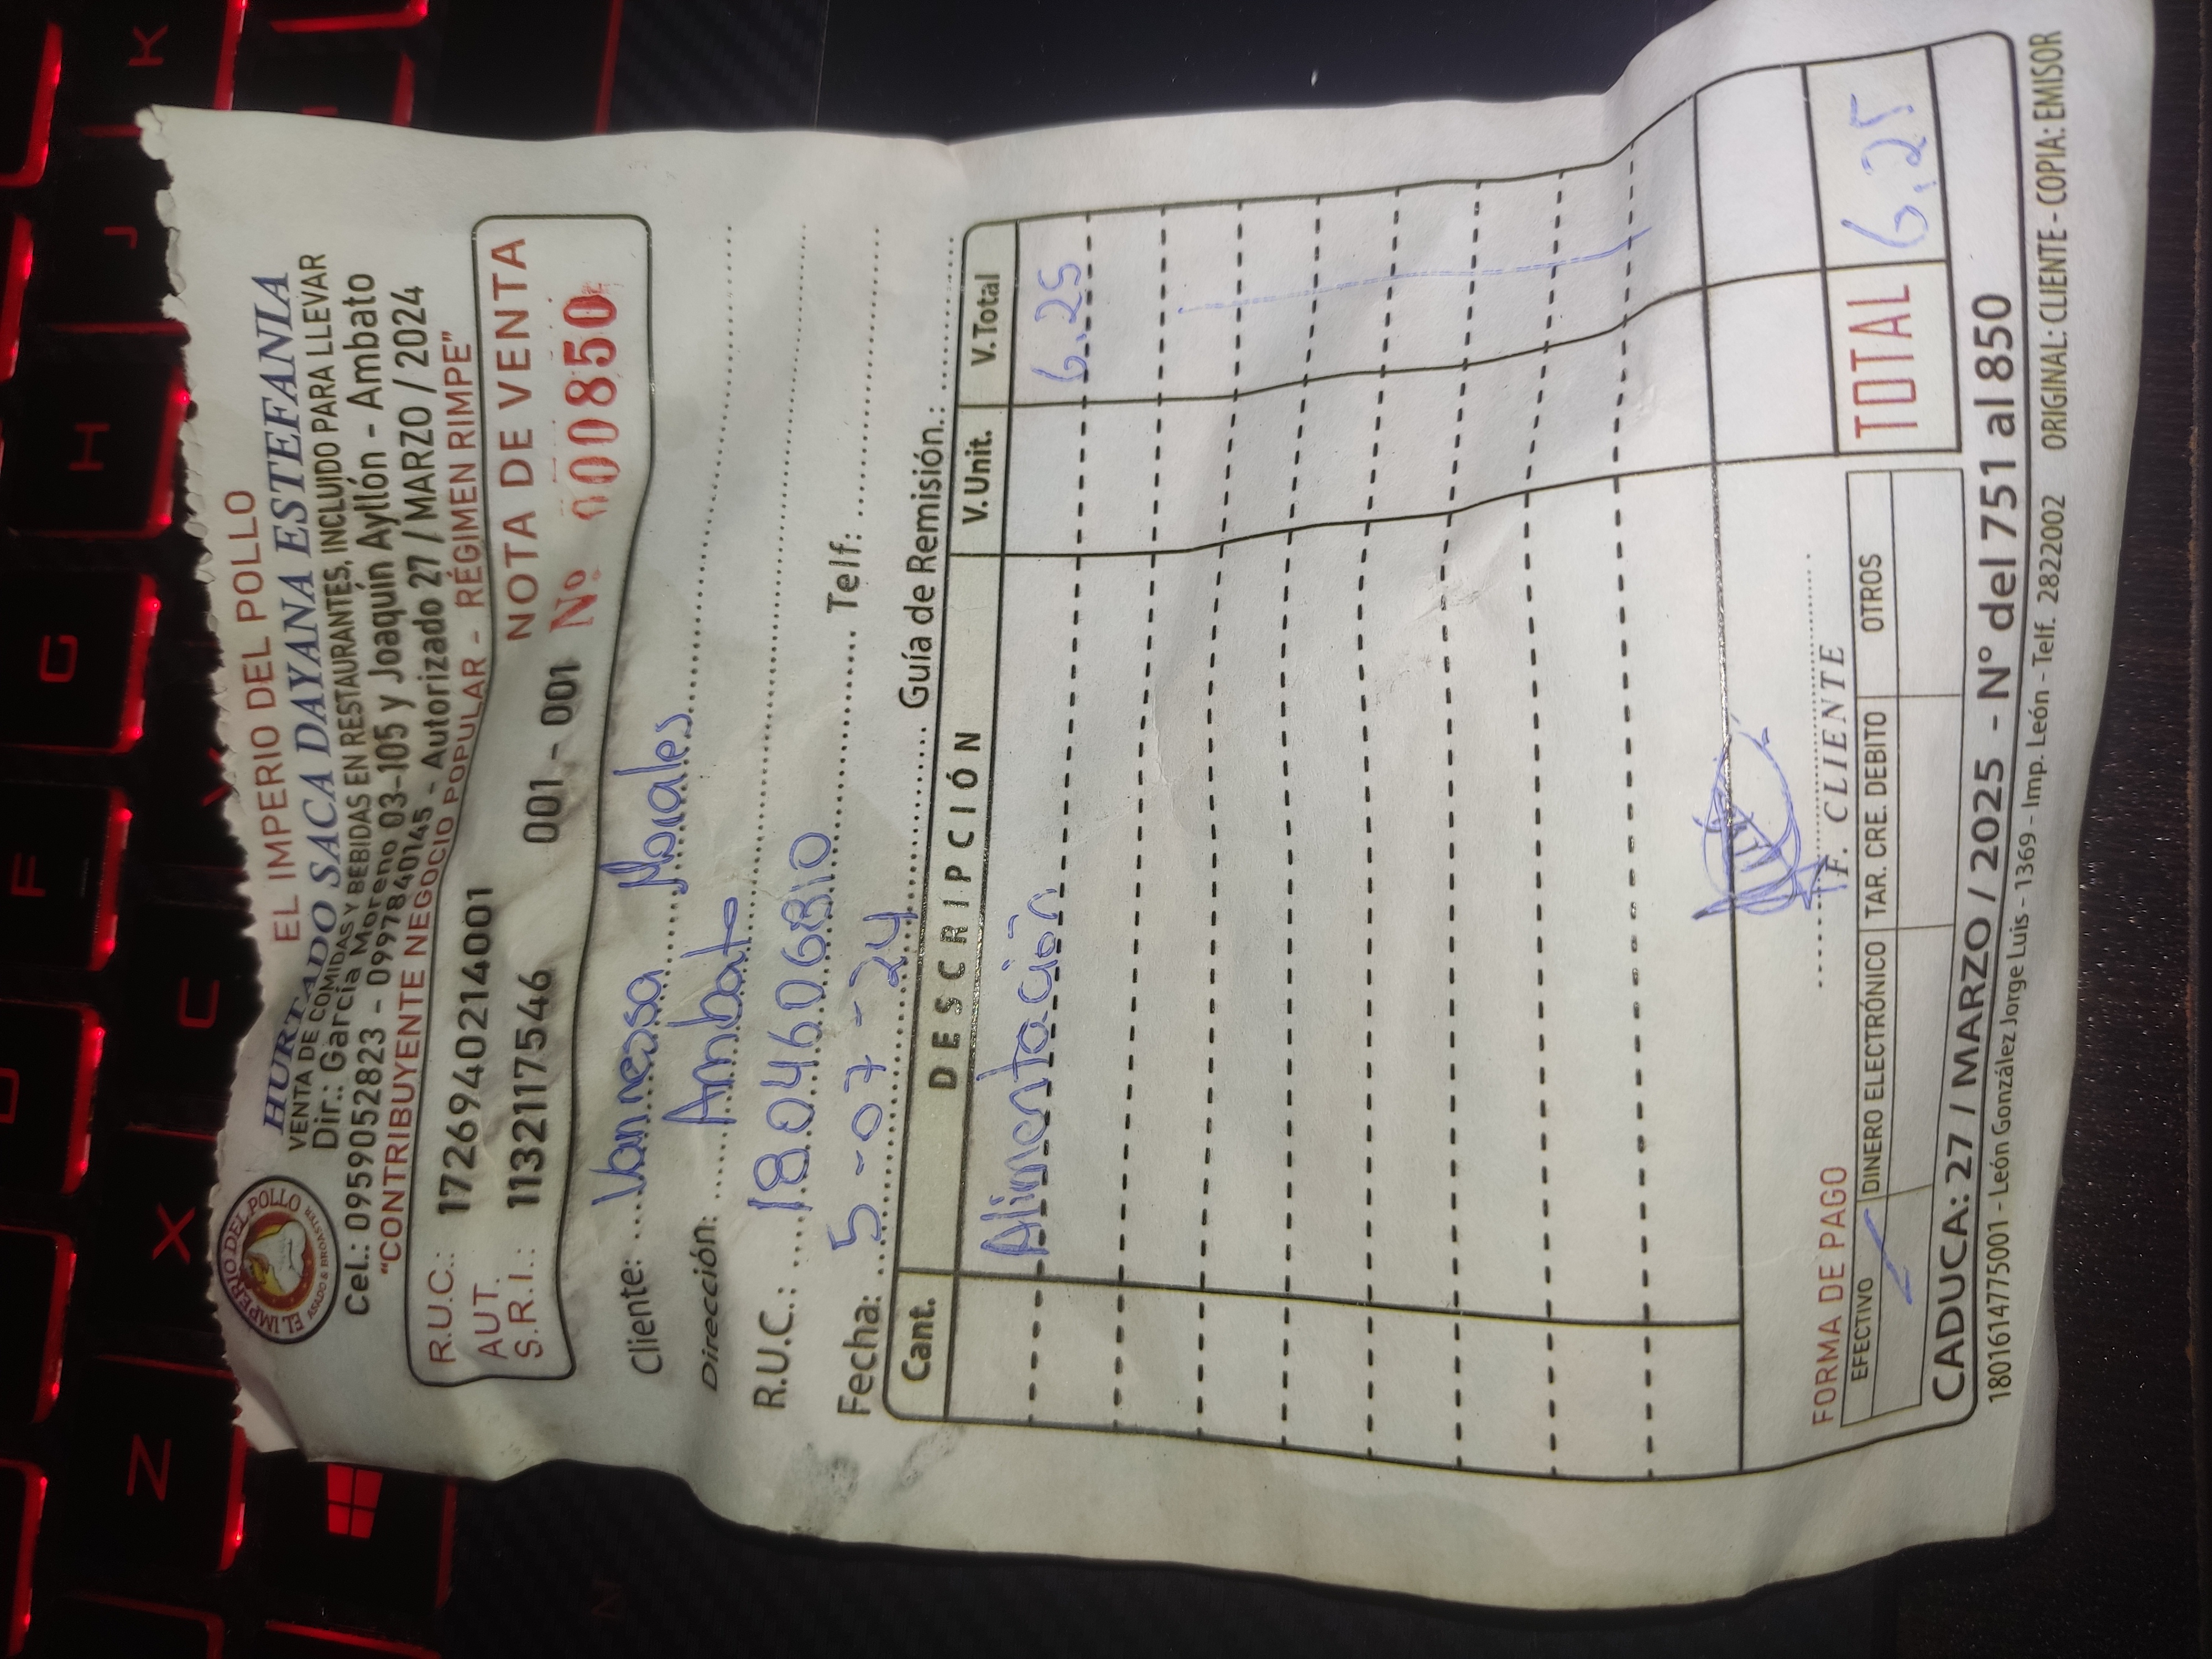 EL IMPERIO DEL POLLO
ASADO & BROASTER
EL IMPERIO DEL POLLO
HURTADO SACA DAYANA ESTEFANIA
VENTA DE COMIDAS Y BEBIDAS EN RESTAURANTES, INCLUIDO PARA LLEVAR
Dir.: García Moreno 03-105 y Joaquín Ayllón - Ambato
Cel.: 0959052823 - 0997840145 - Autorizado 27 / MARZO / 2024
"CONTRIBUYENTE NEGOCIO POPULAR - RÉGIMEN RIMPE"
R.U.C.: 1726940214001
NOTA DE VENTA
AUT. S.R.I.: 1132117546 001 - 001 Nº 000850
Cliente: Vannessa Morales
Dirección: Ambato
R.U.C.: 1804606810 Telf:
Fecha: 5-07-24 Guía de Remisión.:
Cant. DESCRIPCIÓN V.Unit. V.Total
Alimentación 6.25
F. CLIENTE
FORMA DE PAGO
EFECTIVO DINERO ELECTRÓNICO TAR. CRE. DEBITO OTROS
TOTAL 6.25
CADUCA: 27 / MARZO / 2025 - N° del 751 al 850
1801614775001 - León González Jorge Luis - 1369 - Imp. León - Telf. 2822002 ORIGINAL: CLIENTE - COPIA: EMISOR
D F G H J K
Z X C V
N